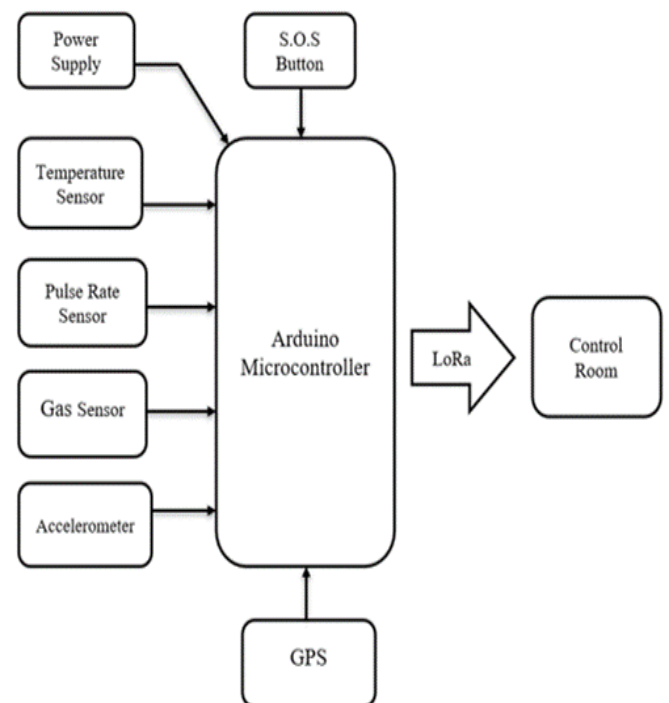 Power
Supply
S.O.S
Button
Temperature
Sensor
Pulse Rate
Sensor
Gas Sensor
Accelerometer
Arduino
Microcontroller
LoRa
Control
Room
GPS